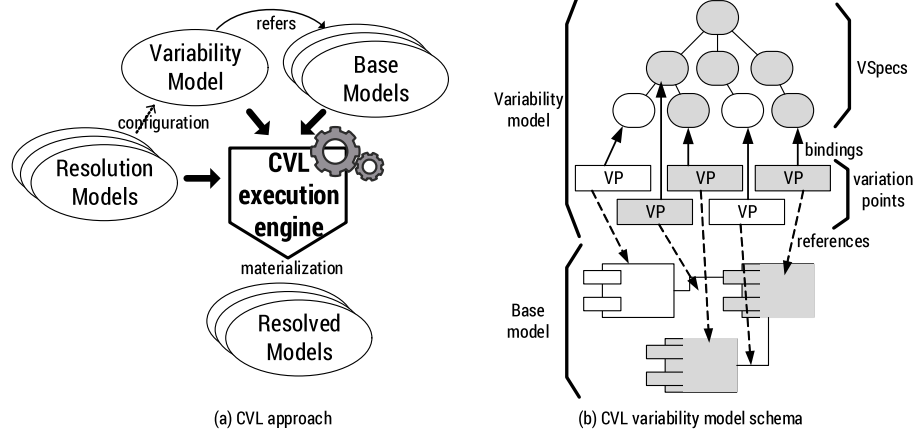 refers
Variability
Model
Base
Models
configuration
Resolution
Models
CVL
execution
engine
materialization
Resolved
Models
(a) CVL approach
Variability
model
VSpecs
bindings
VP
VP
VP
variation
points
VP
VP
references
Base
model
(b) CVL variability model schema